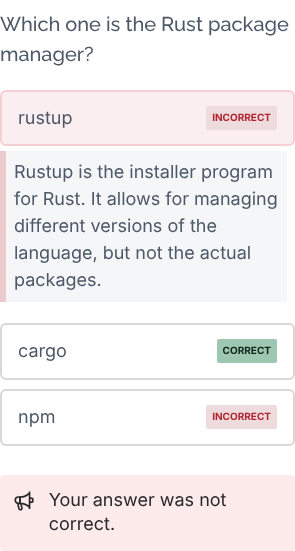 Which one is the Rust package
manager?
rustup INCORRECT
Rustup is the installer program
for Rust. It allows for managing
different versions of the
language, but not the actual
packages.
cargo CORRECT
npm INCORRECT
Your answer was not
correct.